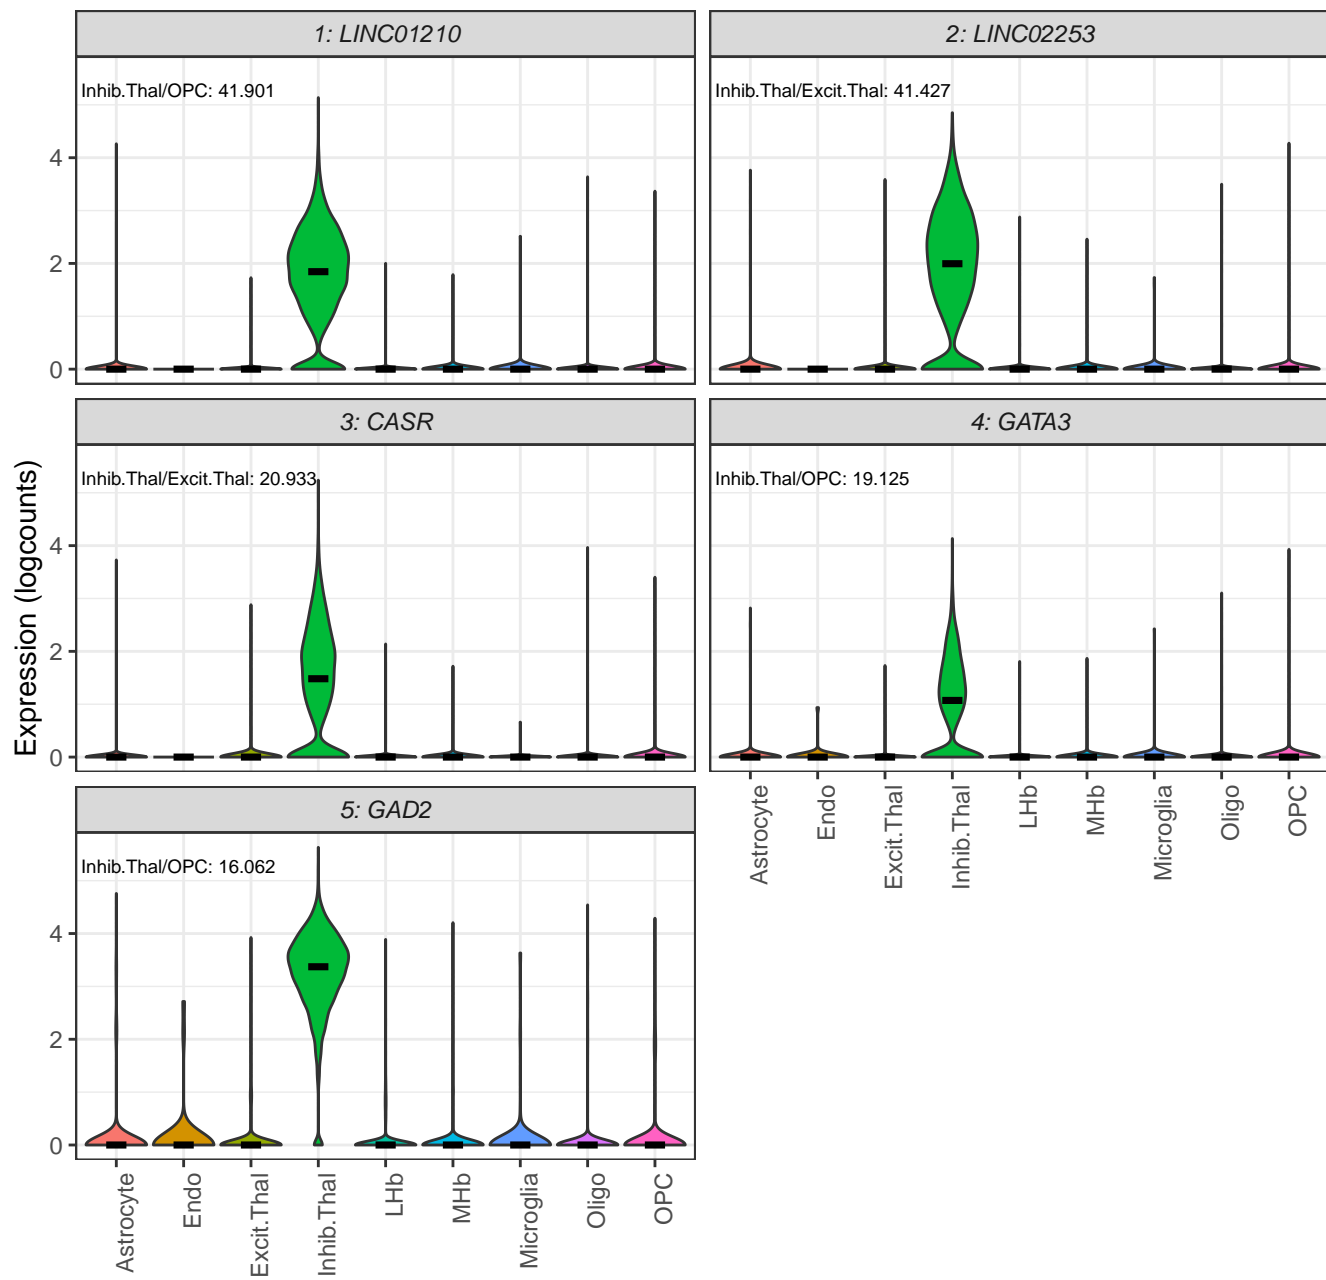 1: LINC01210
2: LINC02253
Inhib.Thal/OPC: 41.901
Inhib.Thal/Excit.Thal: 41.427
4
2
0
3: CASR
4: GATA3
Inhib.Thal/Excit.Thal: 20.933
Inhib.Thal/OPC: 19.125
4
2
0
Expression (logcounts)
Astrocyte
Endo
Excit.Thal
Inhib.Thal
LHb
MHb
Microglia
Oligo
OPC
5: GAD2
Inhib.Thal/OPC: 16.062
4
2
0
Astrocyte
Endo
Excit.Thal
Inhib.Thal
LHb
MHb
Microglia
Oligo
OPC